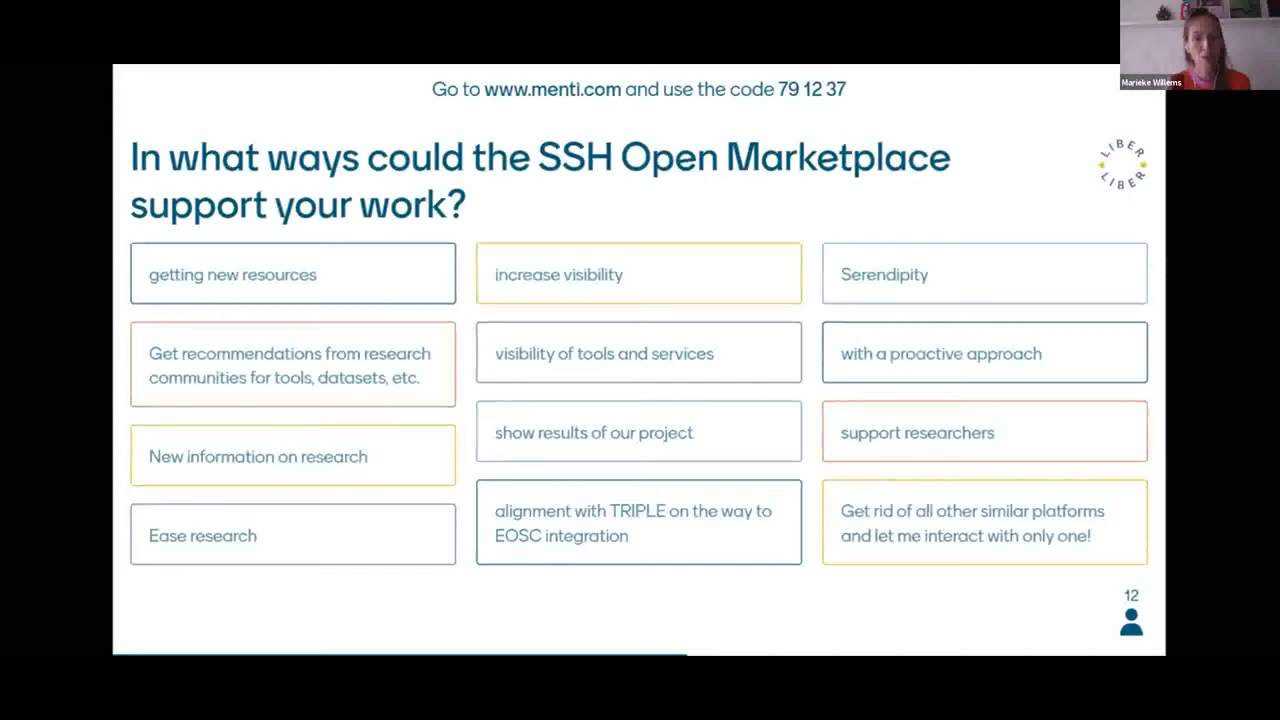 Marieke Willems
Go to www.menti.com and use the code 79 12 37
In what ways could the SSH Open Marketplace
support your work?
LIBER
LIBER
getting new resources
Get recommendations from research
communities for tools, datasets, etc.
New information on research
Ease research
increase visibility
visibility of tools and services
show results of our project
alignment with TRIPLE on the way to
EOSC integration
Serendipity
with a proactive approach
support researchers
Get rid of all other similar platforms
and let me interact with only one!
12